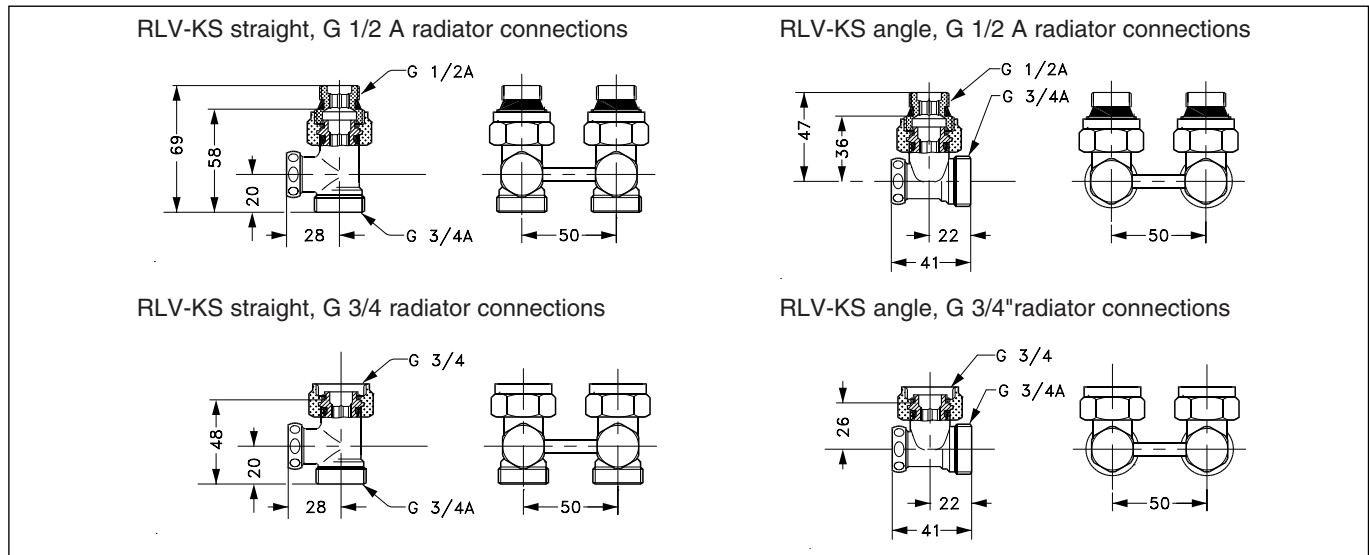 RLV-KS straight, G 1/2 A radiator connections
G 1/2A
69
58
20
28
G 3/4A
50
RLV-KS angle, G 1/2 A radiator connections
G 1/2A
G 3/4A
47
36
22
41
50
RLV-KS straight, G 3/4 radiator connections
G 3/4
48
20
28
G 3/4A
50
RLV-KS angle, G 3/4"radiator connections
G 3/4
G 3/4A
26
22
41
50